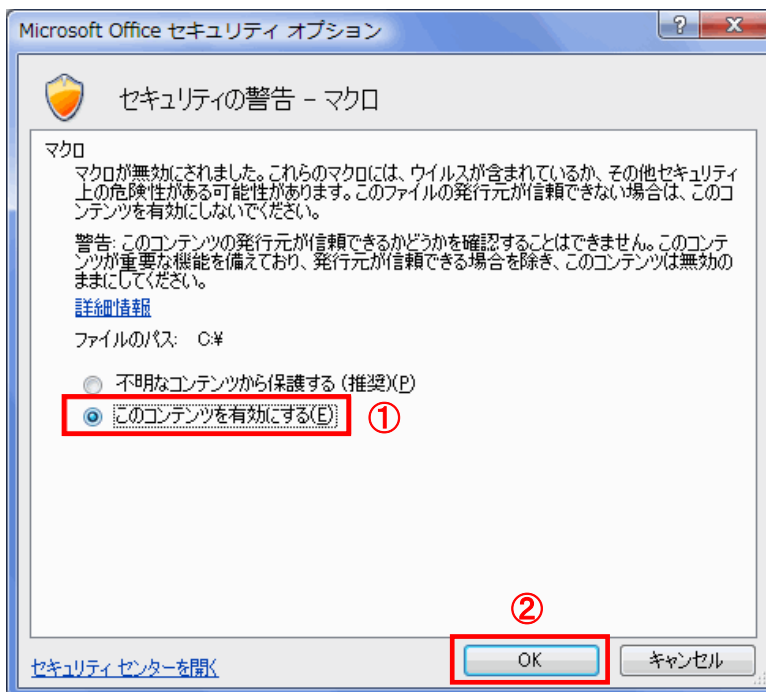 Microsoft Office セキュリティ オプション
?
X
セキュリティの警告 - マクロ
マクロ
マクロが無効にされました。これらのマクロには、ウイルスが含まれているか、その他セキュリティ
上の危険性がある可能性があります。このファイルの発行元が信頼できない場合は、このコ
ンテンツを有効にしないでください。
警告: このコンテンツの発行元が信頼できるかどうかを確認することはできません。このコンテ
ンツが重要な機能を備えており、発行元が信頼できる場合を除き、このコンテンツは無効の
ままにしてください。
詳細情報
ファイルのパス: C:¥
不明なコンテンツから保護する (推奨)(P)
このコンテンツを有効にする(E)
①
②
セキュリティ センターを開く
OK
キャンセル